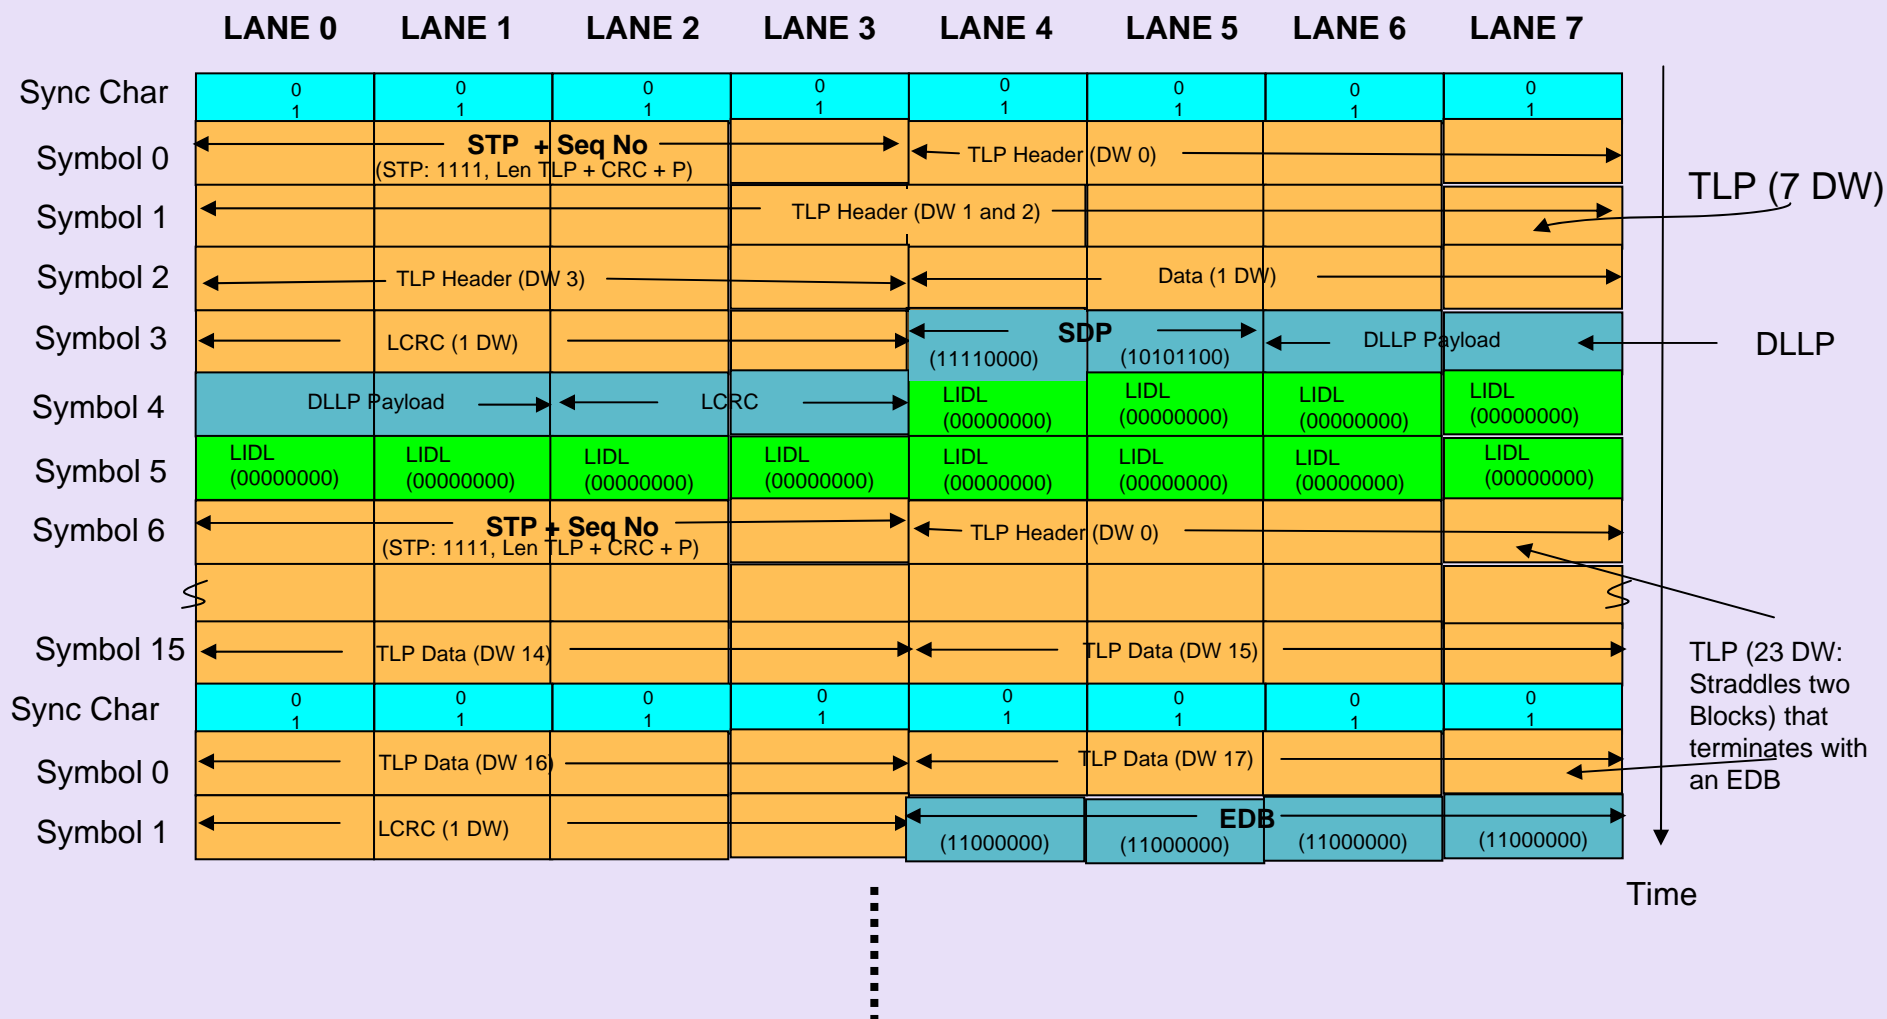 LANE 0 LANE 1 LANE 2 LANE 3 LANE 4 LANE 5 LANE 6 LANE 7
Sync Char 0 0 0 0 0 0 0 0
1 1 1 1 1 1 1 1
Symbol 0 STP + Seq No TLP Header (DW 0)
(STP: 1111, Len TLP + CRC + P)
Symbol 1 TLP Header (DW 1 and 2) TLP (7 DW)
Symbol 2 TLP Header (DW 3) Data (1 DW)
Symbol 3 LCRC (1 DW) SDP DLLP Payload DLLP
(11110000) (10101100)
Symbol 4 DLLP Payload LCRC LIDL LIDL LIDL LIDL
(00000000) (00000000) (00000000) (00000000)
Symbol 5 LIDL LIDL LIDL LIDL LIDL LIDL LIDL LIDL
(00000000) (00000000) (00000000) (00000000) (00000000) (00000000) (00000000) (00000000)
Symbol 6 STP + Seq No TLP Header (DW 0)
(STP: 1111, Len TLP + CRC + P)
Symbol 15 TLP Data (DW 14) TLP Data (DW 15)
TLP (23 DW:
Straddles two
Blocks) that
terminates with
an EDB
Sync Char 0 0 0 0 0 0 0 0
1 1 1 1 1 1 1 1
Symbol 0 TLP Data (DW 16) TLP Data (DW 17)
Symbol 1 LCRC (1 DW) EDB
(11000000) (11000000) (11000000) (11000000)
Time